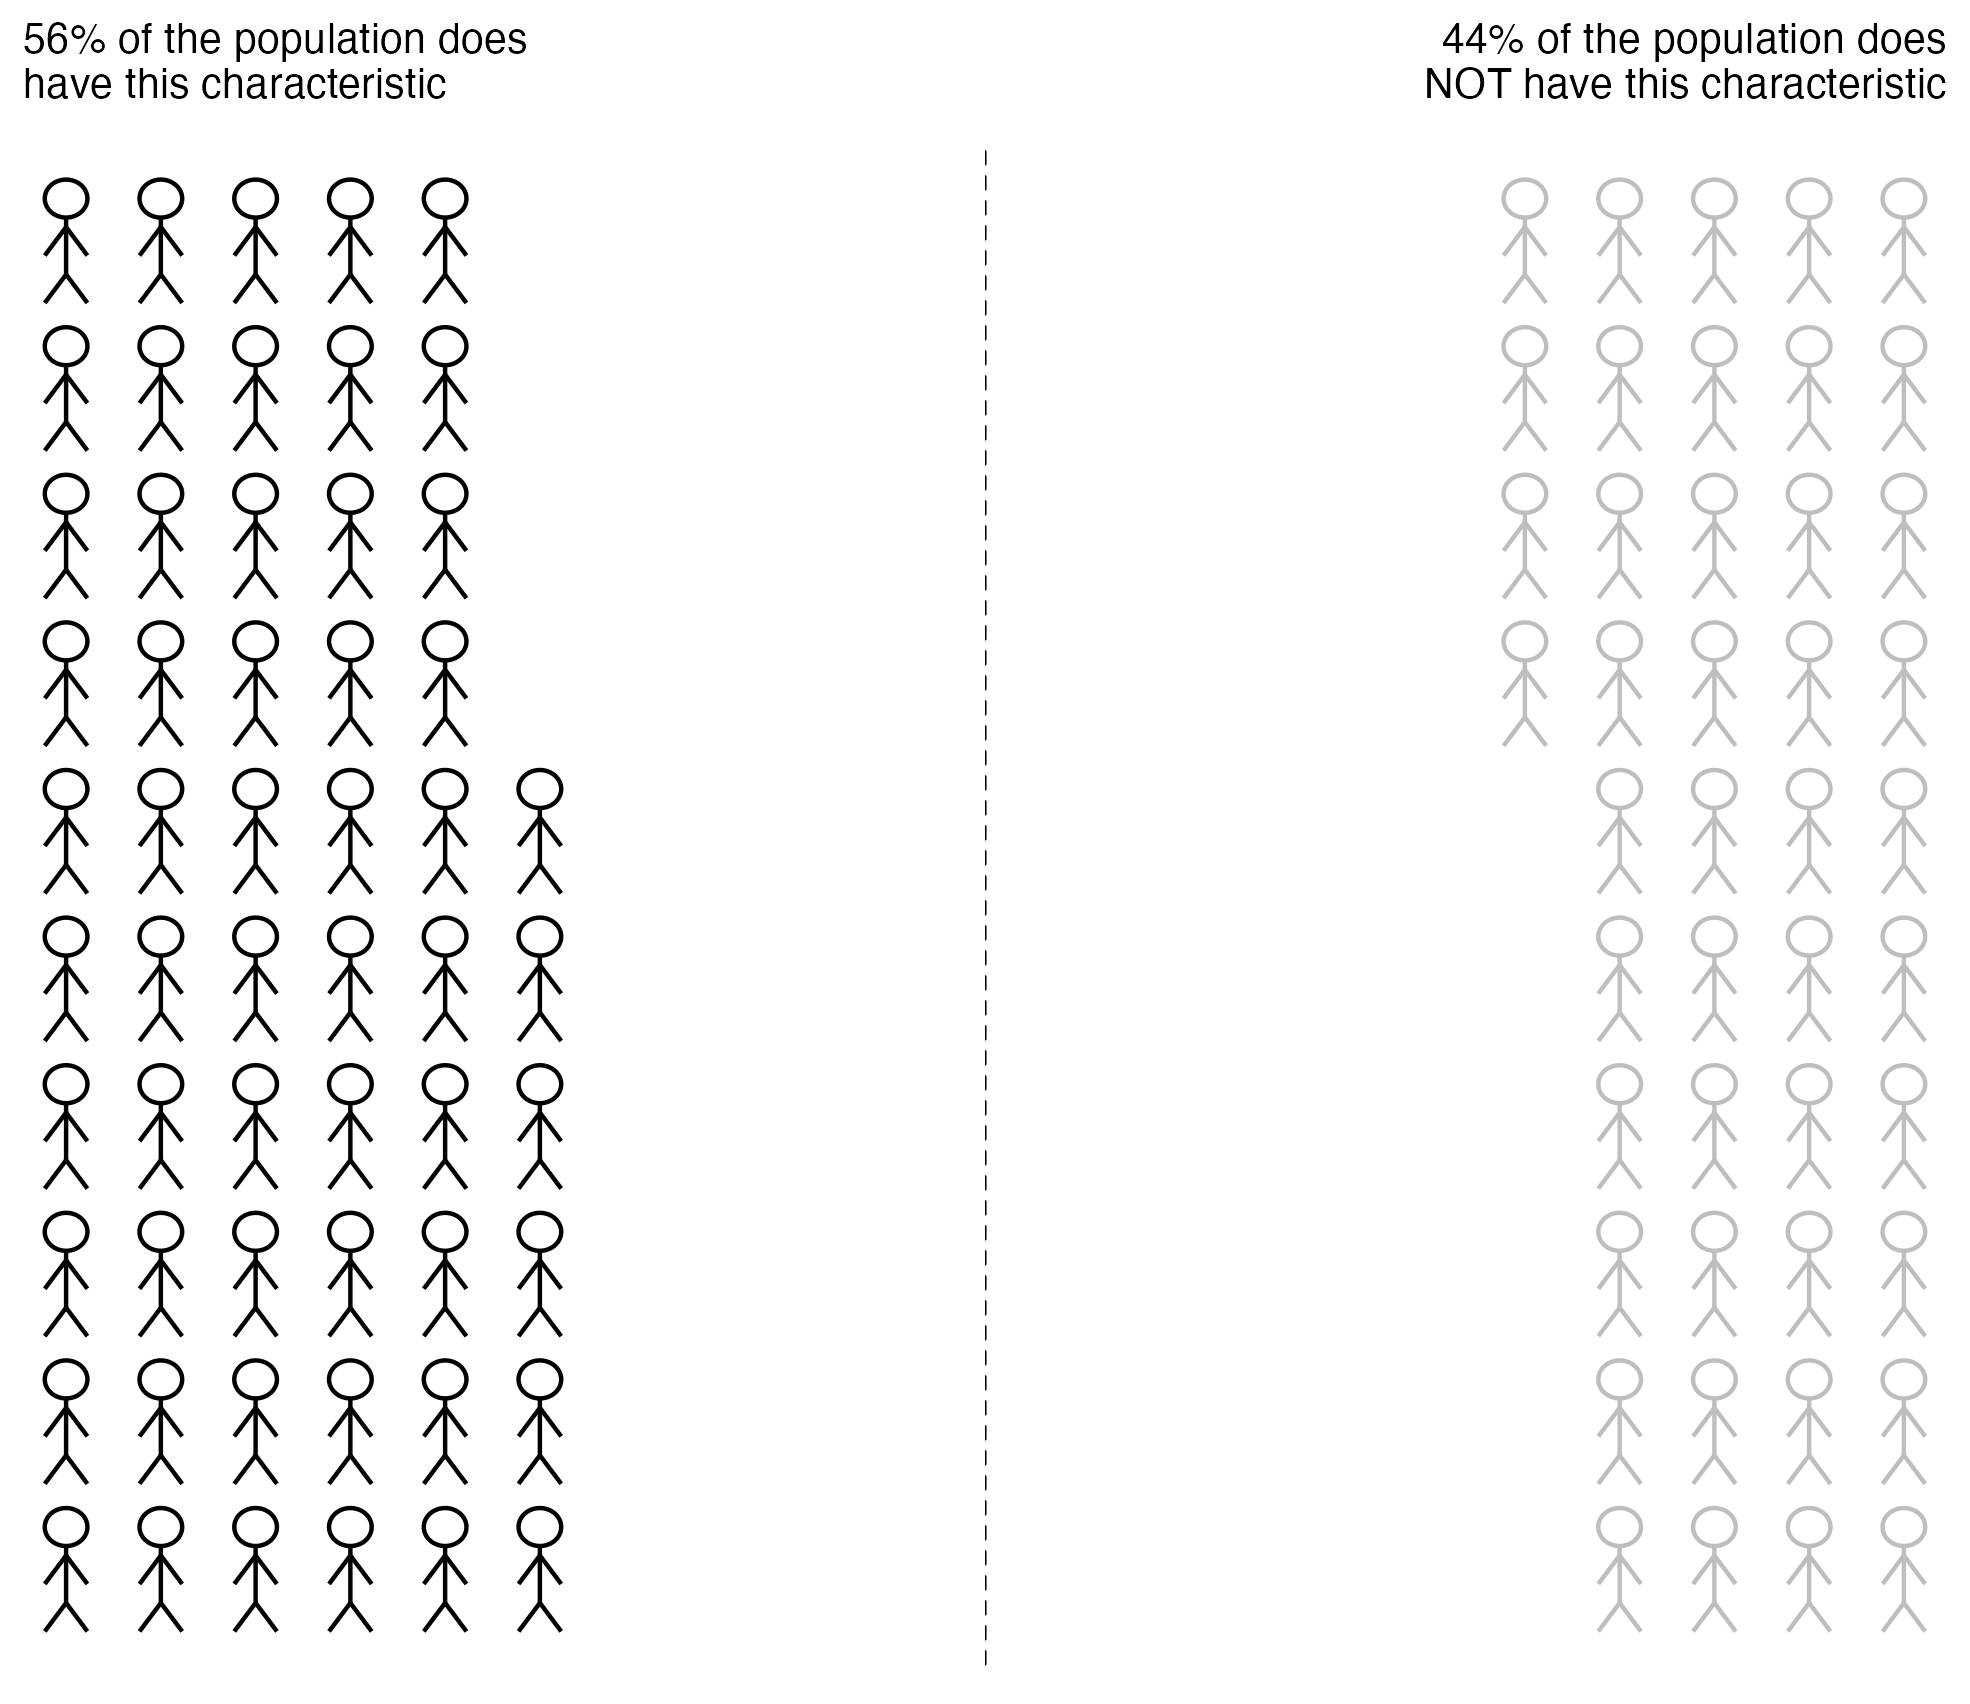 56% of the population does
have this characteristic
44% of the population does
NOT have this characteristic